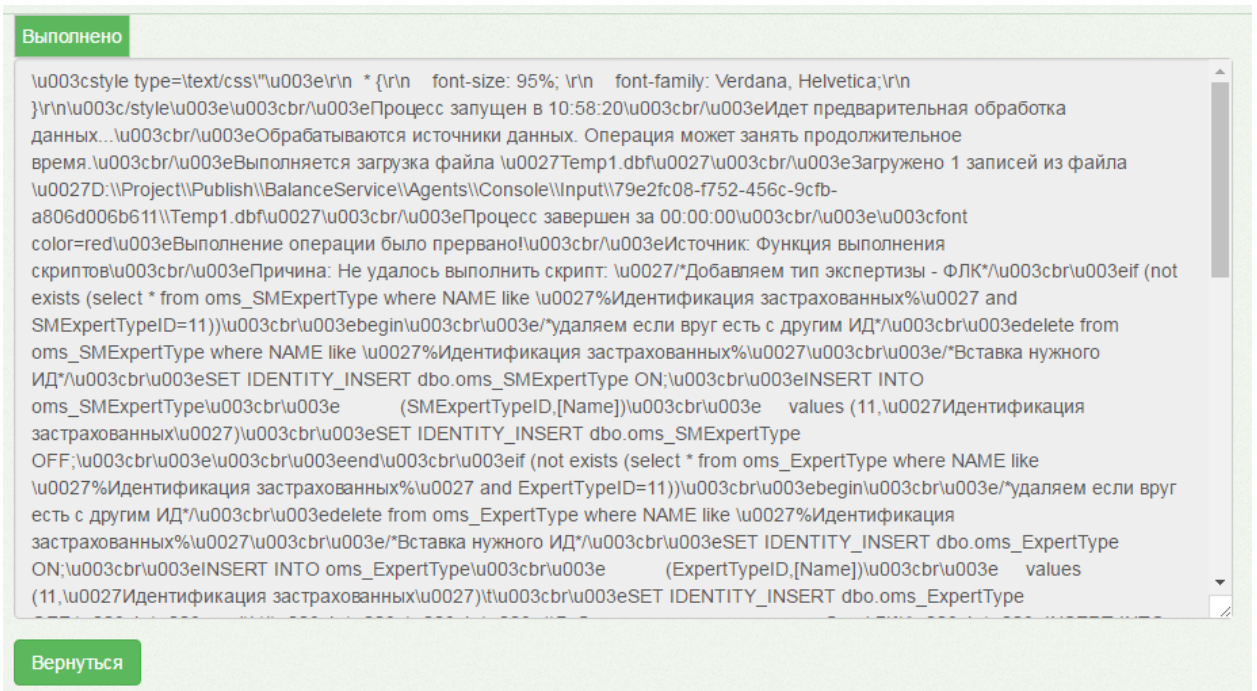 Выполнено
\u003cstyle type=\text/css\"\u003e\r\n * {\r\n font-size: 95%; \r\n font-family: Verdana, Helvetica;\r\n
}\r\n\u003c/style\u003e\u003cbr/\u003eПроцесс запущен в 10:58:20\u003cbr/\u003eИдет предварительная обработка
данных...\u003cbr/\u003eОбрабатываются источники данных. Операция может занять продолжительное
время.\u003cbr/\u003eВыполняется загрузка файла \u0027Temp1.dbf\u0027\u003cbr/\u003eЗагружено 1 записей из файла
\u0027D:\\Project\\Publish\\BalanceService\\Agents\\Console\\Input\\79e2fc08-f752-456c-9cfb-
a806d006b611\\Temp1.dbf\u0027\u003cbr/\u003eПроцесс завершен за 00:00:00\u003cbr/\u003e\u003cfont
color=red\u003eВыполнение операции было прервано!\u003cbr/\u003eИсточник: Функция выполнения
скриптов\u003cbr/\u003eПричина: Не удалось выполнить скрипт: \u0027/*Добавляем тип экспертизы - ФЛК*/\u003cbr\u003eif (not
exists (select * from oms_SMExpertType where NAME like \u0027%Идентификация застрахованных%\u0027 and
SMExpertTypeID=11))\u003cbr\u003ebegin\u003cbr\u003e/*удаляем если вруг есть с другим ИД*/\u003cbr\u003edelete from
oms_SMExpertType where NAME like \u0027%Идентификация застрахованных%\u0027\u003cbr\u003e/*Вставка нужного
ИД*/\u003cbr\u003eSET IDENTITY_INSERT dbo.oms_SMExpertType ON;\u003cbr\u003eINSERT INTO
oms_SMExpertType\u003cbr\u003e (SMExpertTypeID,[Name])\u003cbr\u003e values (11,\u0027Идентификация
застрахованных\u0027)\u003cbr\u003eSET IDENTITY_INSERT dbo.oms_SMExpertType
OFF;\u003cbr\u003e\u003cbr\u003eend\u003cbr\u003eif (not exists (select * from oms_ExpertType where NAME like
\u0027%Идентификация застрахованных%\u0027 and ExpertTypeID=11))\u003cbr\u003ebegin\u003cbr\u003e/*удаляем если вруг
есть с другим ИД*/\u003cbr\u003edelete from oms_ExpertType where NAME like \u0027%Идентификация
застрахованных%\u0027\u003cbr\u003e/*Вставка нужного ИД*/\u003cbr\u003eSET IDENTITY_INSERT dbo.oms_ExpertType
ON;\u003cbr\u003eINSERT INTO oms_ExpertType\u003cbr\u003e (ExpertTypeID,[Name])\u003cbr\u003e values
(11,\u0027Идентификация застрахованных\u0027)\t\u003cbr\u003eSET IDENTITY_INSERT dbo.oms_ExpertType
Вернуться